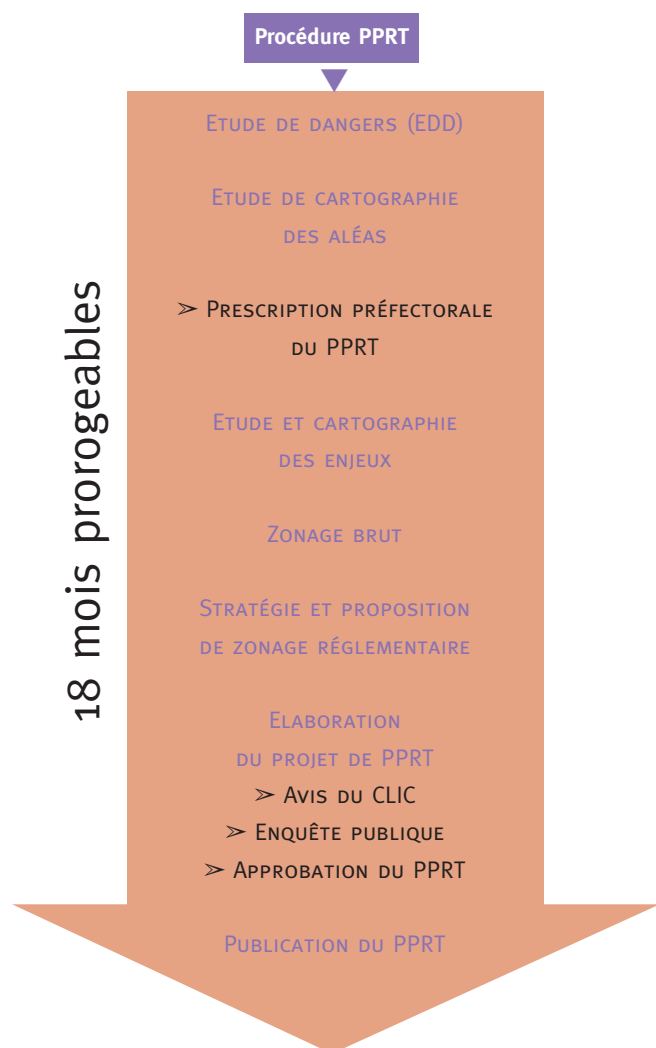 Procédure PPRT
Etude de dangers (EDD)
Etude de cartographie
des aléas
➢ Prescription préfectorale
du PPRT
Etude et cartographie
des enjeux
Zonage brut
Stratégie et proposition
de zonage réglementaire
Elaboration
du projet de PPRT
➢ Avis du CLIC
➢ Enquête publique
➢ Approbation du PPRT
Publication du PPRT
18 mois prorogeables